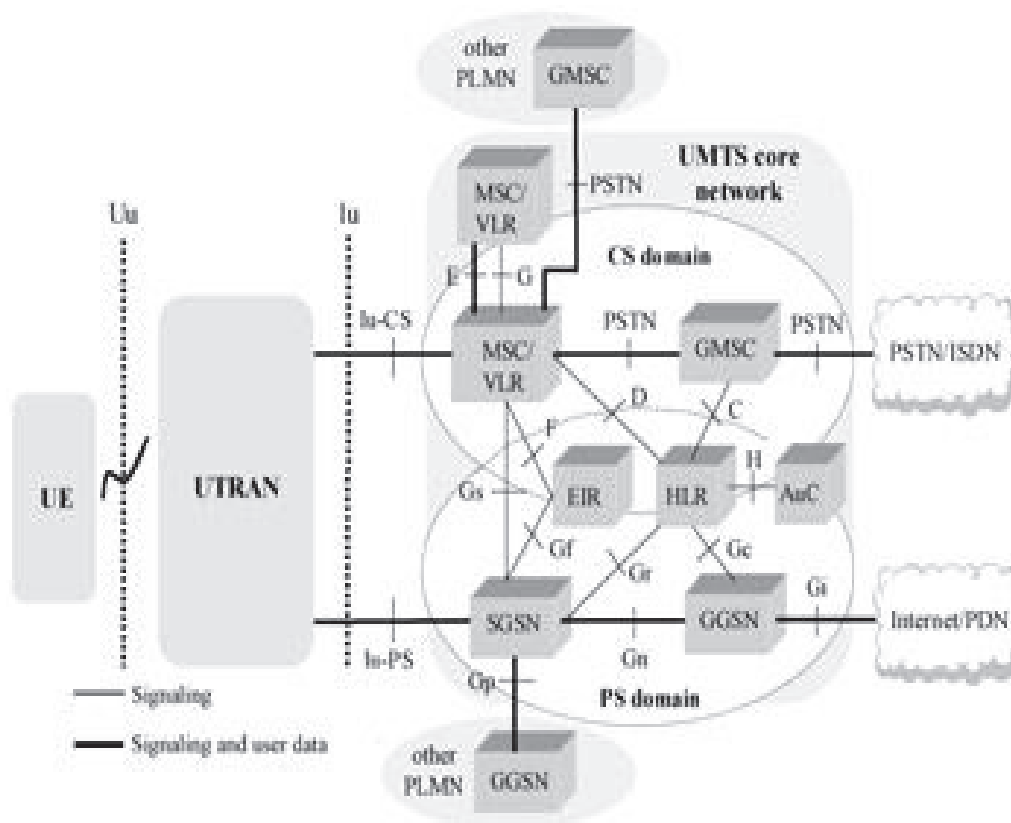 other
PLMN
GMSC
UMTS core
network
MSC/
VLR
PSTN
Uu
Iu
CS domain
E
G
Iu-CS
PSTN
PSTN
MSC/
VLR
GMSC
PSTN/ISDN
D
C
F
H
UE
UTRAN
Gs
EIR
HLR
AuC
Gf
Gr
Gc
Gi
SGSN
GGSN
Internet/PDN
Iu-PS
Gn
Gp
PS domain
Signaling
Signaling and user data
other
PLMN
GGSN